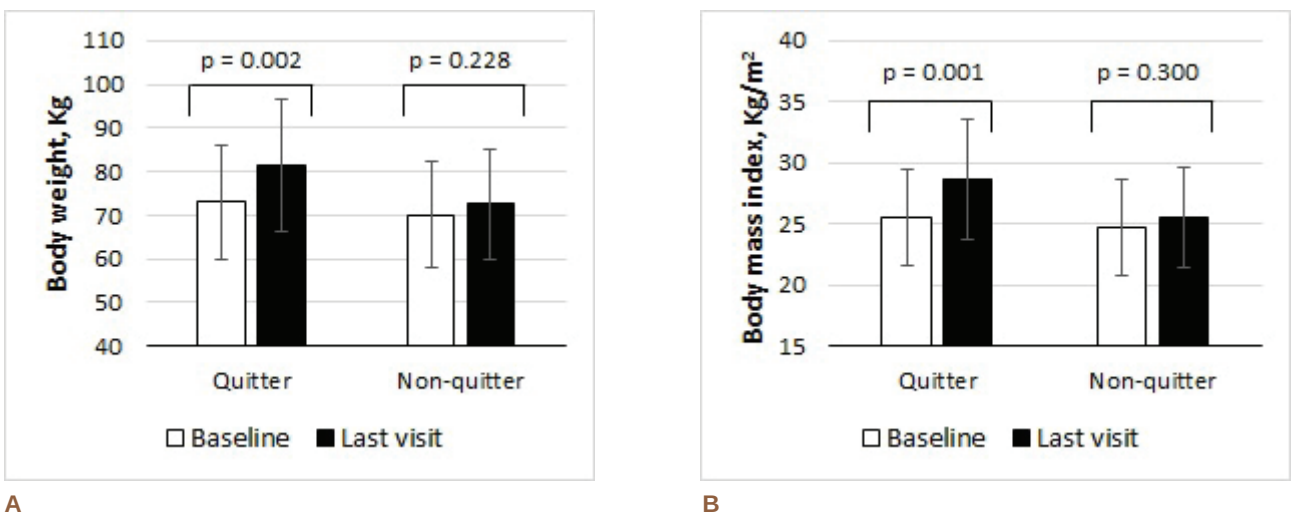 Body weight, Kg
110
100
90
80
70
60
50
40
p = 0.002
p = 0.228
Quitter
Non-quitter
Baseline
Last visit
A
Body mass index, Kg/m²
40
35
30
25
20
15
p = 0.001
p = 0.300
Quitter
Non-quitter
Baseline
Last visit
B